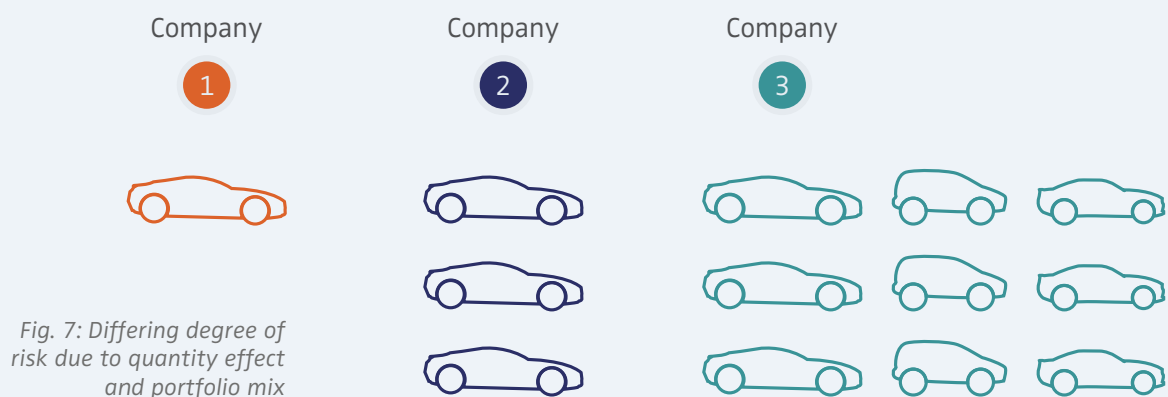 Company
1
Company
2
Company
3
Fig. 7: Differing degree of
risk due to quantity effect
and portfolio mix